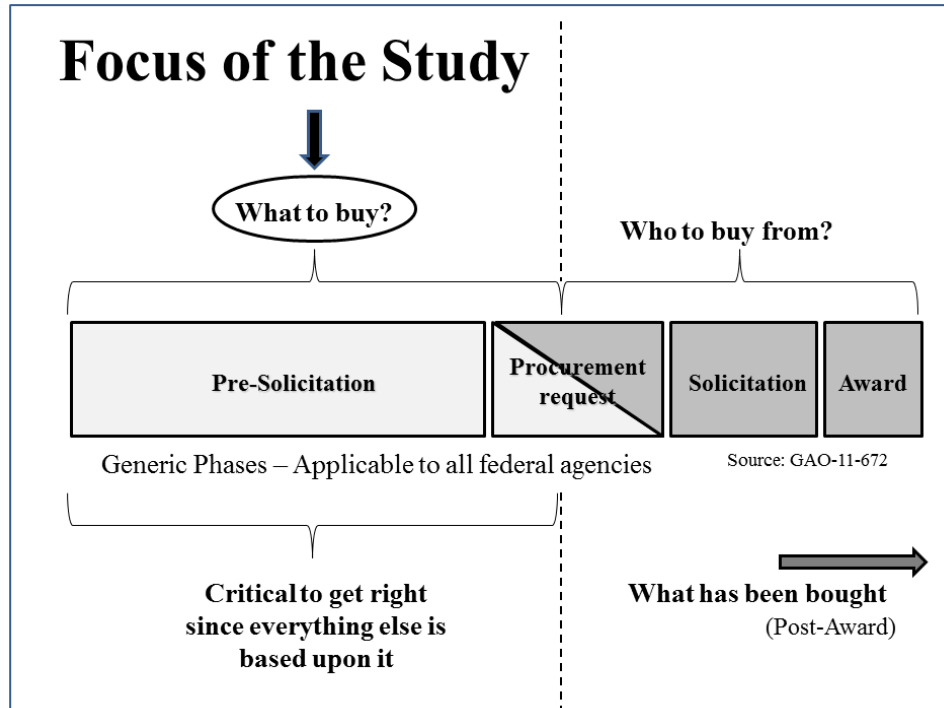 Focus of the Study
What to buy?
Who to buy from?
Pre-Solicitation
Procurement
request
Solicitation
Award
Generic Phases – Applicable to all federal agencies
Source: GAO-11-672
Critical to get right
since everything else is
based upon it
What has been bought
(Post-Award)